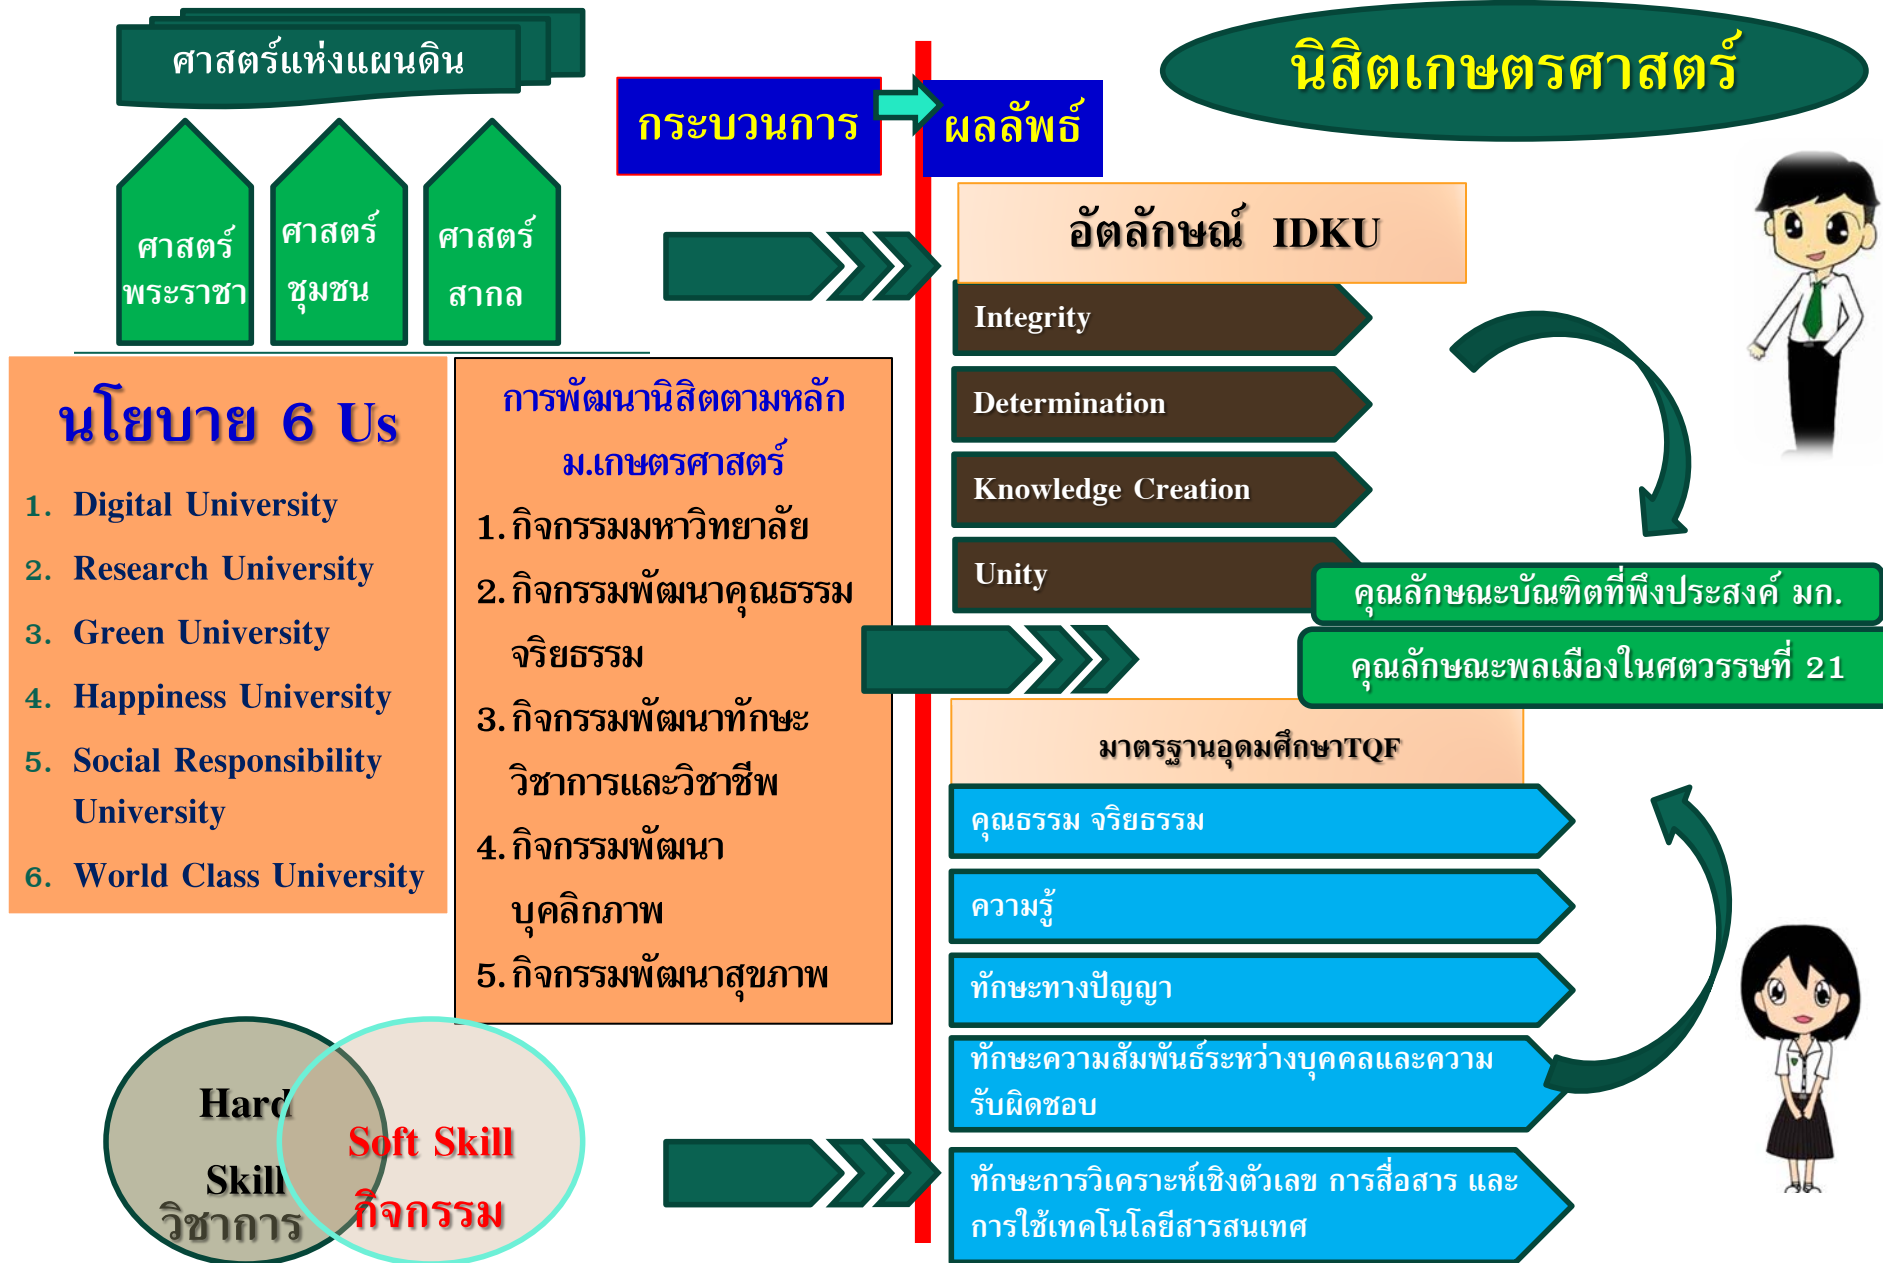 ศาสตร์แห่งแผนดิน
ศาสตร์
พระราชา
ศาสตร์
ชุมชน
ศาสตร์
สากล
กระบวนการ
ผลลัพธ์
นิสิตเกษตรศาสตร์
นโยบาย 6 Us
1. Digital University
2. Research University
3. Green University
4. Happiness University
5. Social Responsibility
University
6. World Class University
การพัฒนานิสิตตามหลัก
ม.เกษตรศาสตร์
1. กิจกรรมมหาวิทยาลัย
2. กิจกรรมพัฒนาคุณธรรม
จริยธรรม
3. กิจกรรมพัฒนาทักษะ
วิชาการและวิชาชีพ
4. กิจกรรมพัฒนา
บุคลิกภาพ
5. กิจกรรมพัฒนาสุขภาพ
Hard
Skill
วิชาการ
Soft Skill
กิจกรรม
อัตลักษณ์ IDKU
Integrity
Determination
Knowledge Creation
Unity
คุณลักษณะบัณฑิตที่พึงประสงค์ มก.
คุณลักษณะพลเมืองในศตวรรษที่ 21
มาตรฐานอุดมศึกษาTQF
คุณธรรม จริยธรรม
ความรู้
ทักษะทางปัญญา
ทักษะความสัมพันธ์ระหว่างบุคคลและความ
รับผิดชอบ
ทักษะการวิเคราะห์เชิงตัวเลข การสื่อสาร และ
การใช้เทคโนโลยีสารสนเทศ